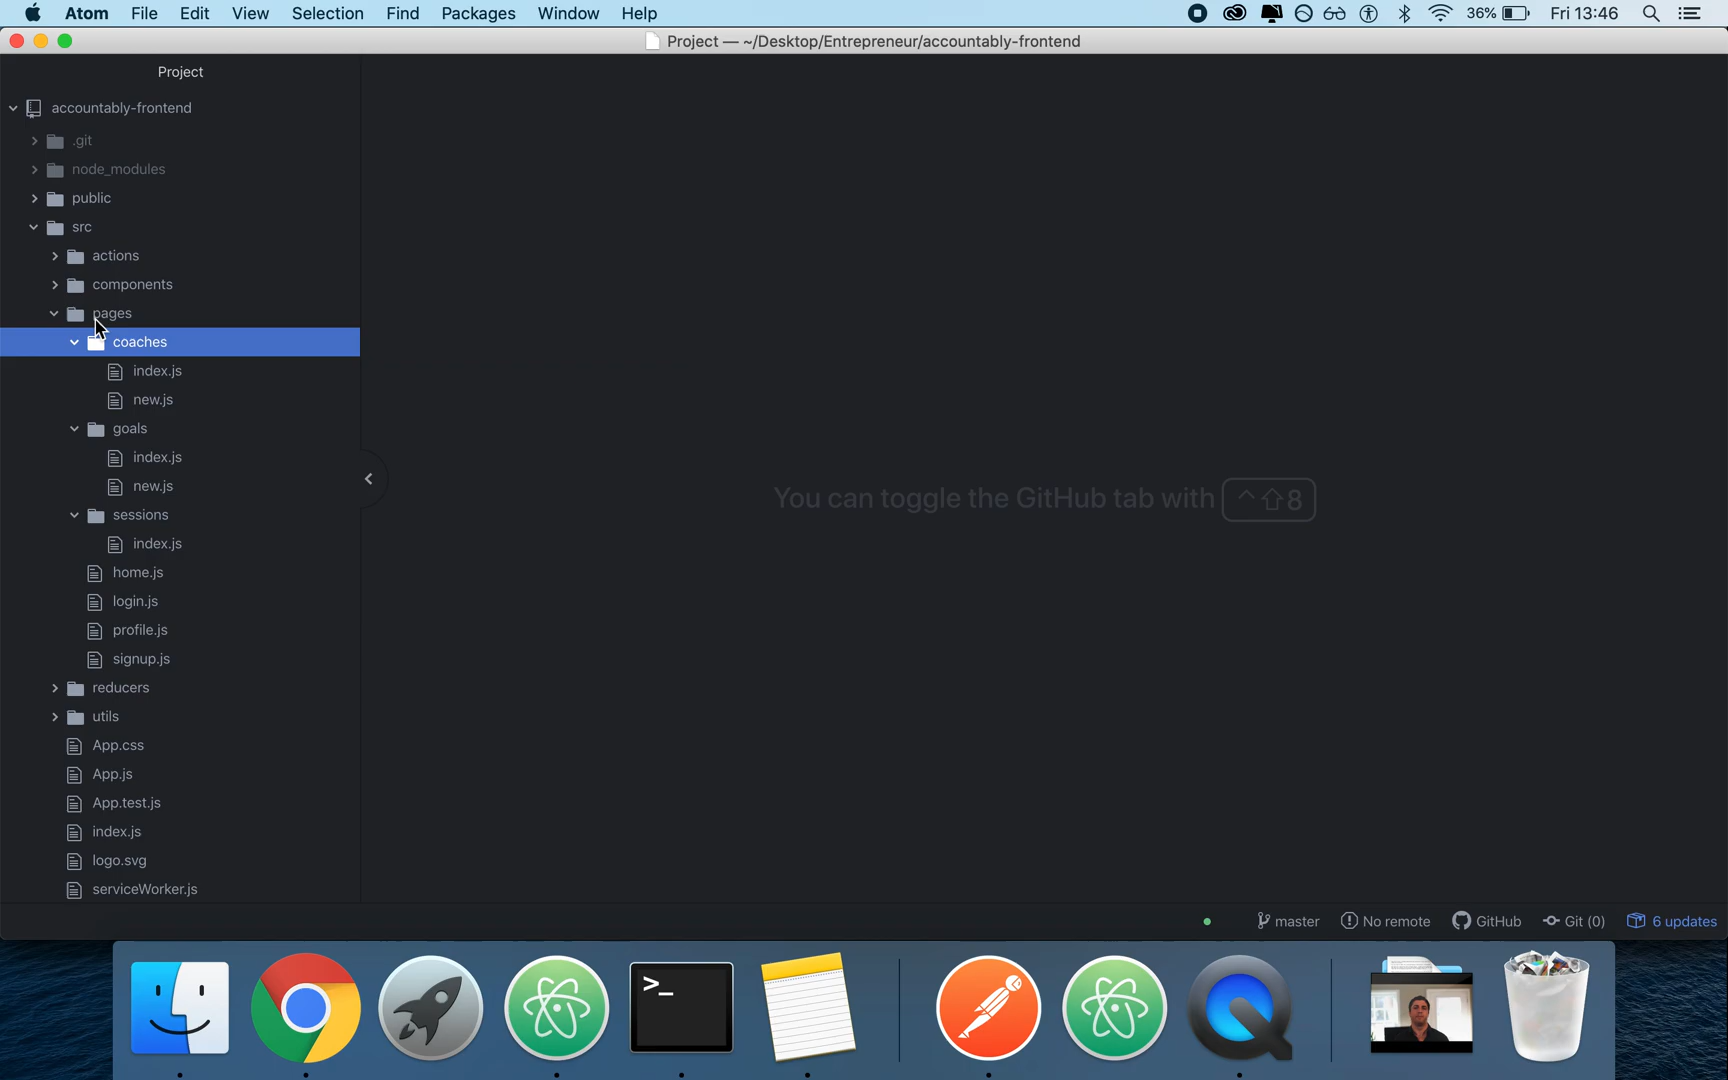 Atom File Edit View Selection Find Packages Window Help 36% Fri 13:46
Project — ~/Desktop/Entrepreneur/accountably-frontend
Project
accountably-frontend
.git
node_modules
public
src
actions
components
pages
coaches
index.js
new.js
goals
index.js
new.js
sessions
index.js
home.js
login.js
profile.js
signup.js
reducers
utils
App.css
App.js
App.test.js
index.js
logo.svg
serviceWorker.js
You can toggle the GitHub tab with ⌃⇧8
master No remote GitHub Git (0) 6 updates
>_